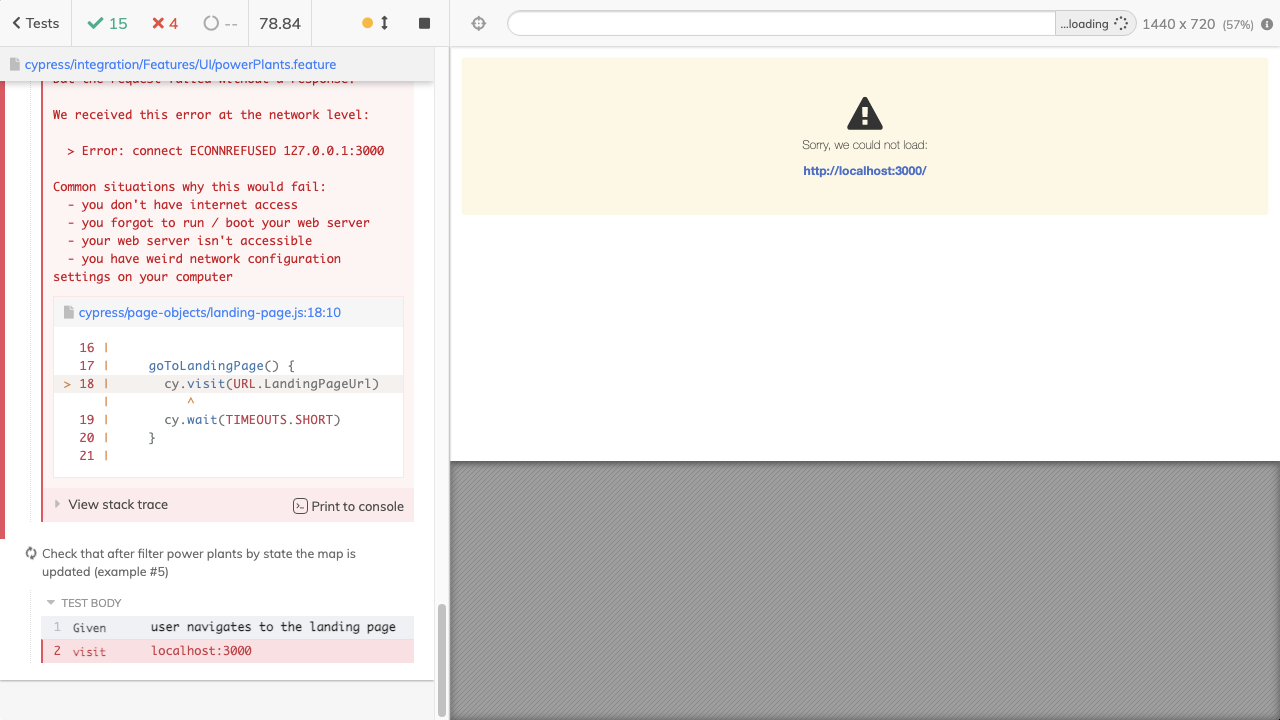 Tests
15
4
--
78.84
...loading
1440 x 720 (57%)
cypress/integration/Features/UI/powerPlants.feature
but the request failed without a response.
We received this error at the network level:
> Error: connect ECONNREFUSED 127.0.0.1:3000
Common situations why this would fail:
- you don't have internet access
- you forgot to run / boot your web server
- your web server isn't accessible
- you have weird network configuration
settings on your computer
cypress/page-objects/landing-page.js:18:10
16 |
17 | goToLandingPage() {
> 18 | cy.visit(URL.LandingPageUrl)
| ^
19 | cy.wait(TIMEOUTS.SHORT)
20 | }
21 |
View stack trace
Print to console
Check that after filter power plants by state the map is
updated (example #5)
TEST BODY
1 Given user navigates to the landing page
2 visit localhost:3000
Sorry, we could not load:
http://localhost:3000/